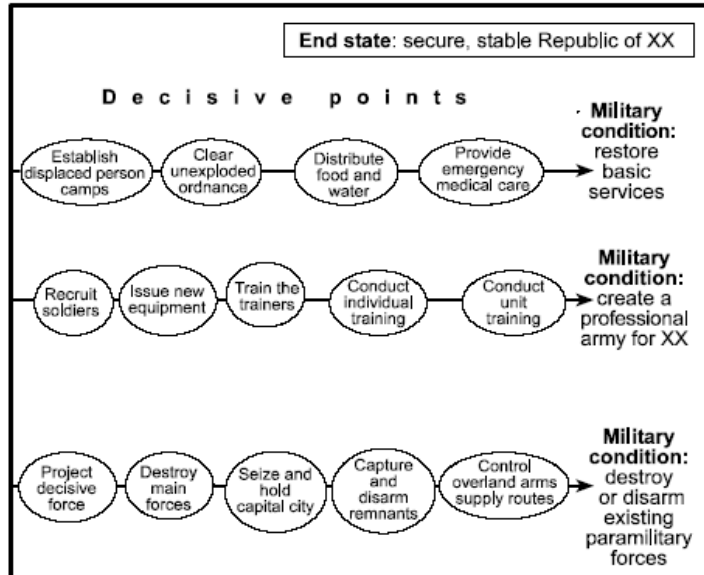 End state: secure, stable Republic of XX
Decisive points
Establish
displaced person
camps
Clear
unexploded
ordnance
Distribute
food and
water
Provide
emergency
medical care
Military
condition:
restore
basic
services
Recruit
soldiers
Issue new
equipment
Train the
trainers
Conduct
individual
training
Conduct
unit
training
Military
condition:
create a
professional
army for XX
Project
decisive
force
Destroy
main
forces
Seize and
hold
capital city
Capture
and
disarm
remnants
Control
overland arms
supply routes
Military
condition:
destroy
or disarm
existing
paramilitary
forces